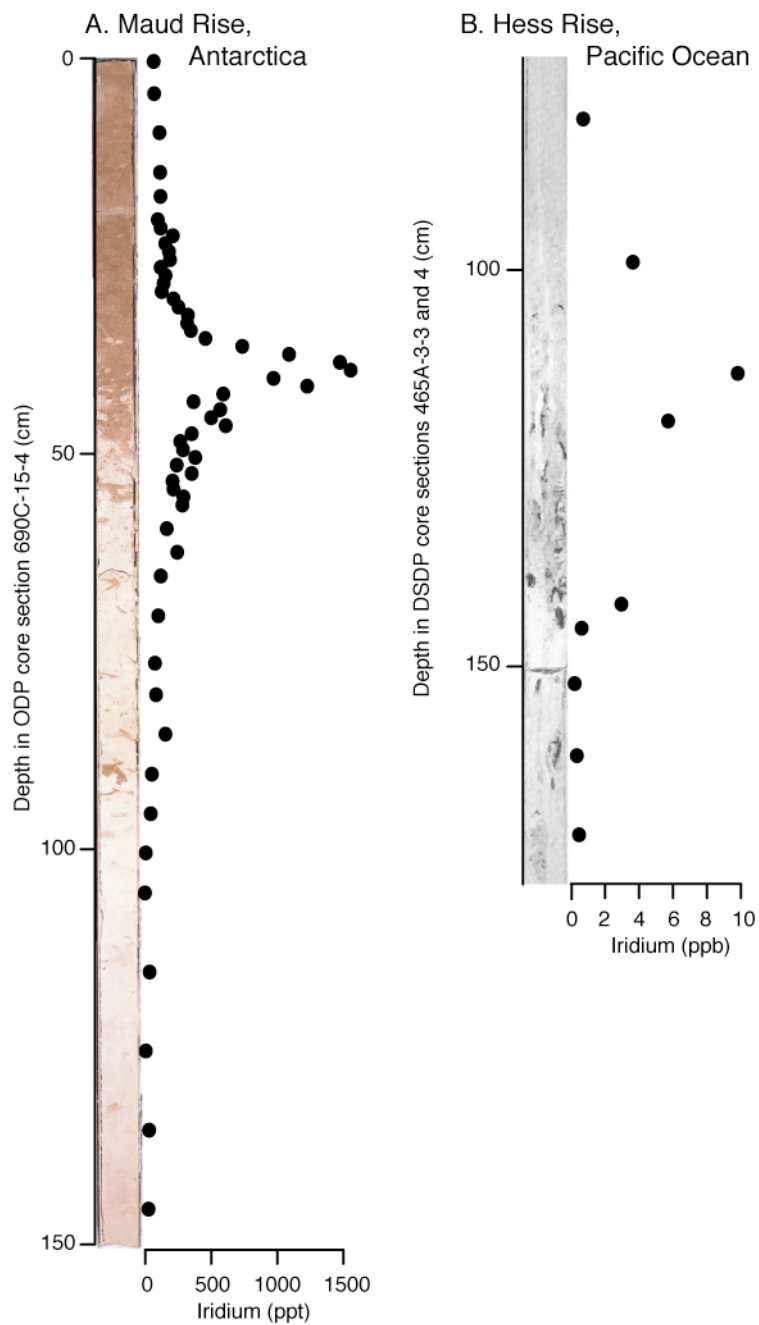 A. Maud Rise,
Antarctica
0
50
100
150
Depth in ODP core section 690C-15-4 (cm)
0 500 1000 1500
Iridium (ppt)
B. Hess Rise,
Pacific Ocean
100
150
Depth in DSDP core sections 465A-3-3 and 4 (cm)
0 2 4 6 8 10
Iridium (ppb)